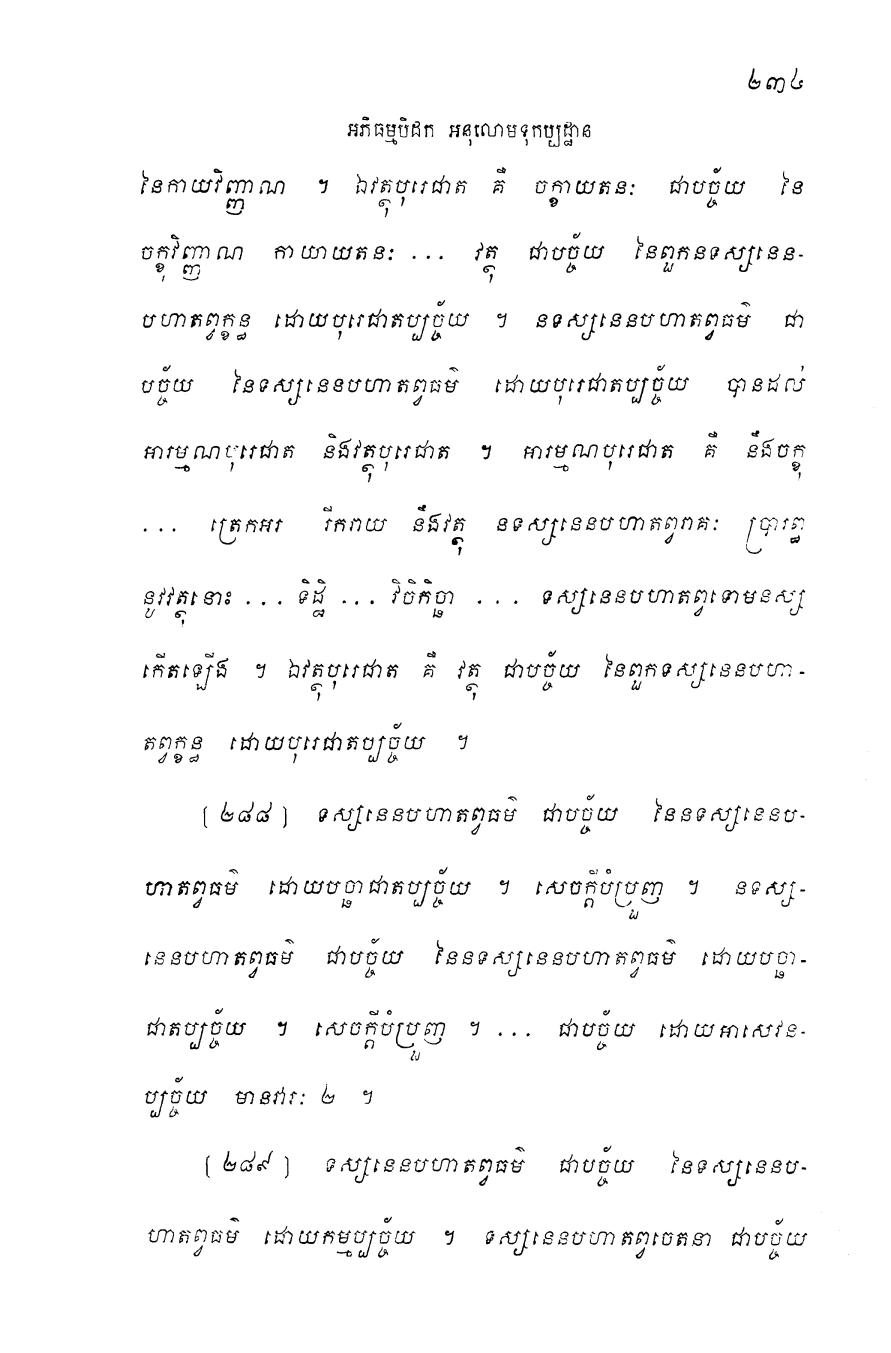 ២៣៤
អភិធម្មបិដក អនុលោមទុកប្បដ្ឋាន
នៃកាយវិញ្ញាណ ។ ឯវត្ថុបុរេជាត គឺ ចក្ខាយតនៈ ជាបច្ច័យ នៃ
ចក្ខុវិញ្ញាណ កាយាយតនៈ ... វត្ថុ ជាបច្ច័យ នៃពួកនទស្សនេន-
បហាតព្វក្ខន្ធ ដោយបុរេជាតប្បច្ច័យ ។ នទស្សនេនបហាតព្វធម៌ ជា
បច្ច័យ នៃទស្សនេនបហាតព្វធម៌ ដោយបុរេជាតប្បច្ច័យ បានដល់
អារម្មណបុរេជាត និងវត្ថុបុរេជាត ។ អារម្មណបុរេជាត គឺ នឹងចក្ខុ
... ត្រេកអរ រីករាយ នឹងវត្ថុ នទស្សនេនបហាតព្វរាគៈ ប្រារព្ធ
នូវវត្ថុនោះ ... ទិដ្ឋិ ... វិចិកិច្ឆា ... ទស្សនេនបហាតព្វទោមនស្ស
កើតឡើង ។ ឯវត្ថុបុរេជាត គឺ វត្ថុ ជាបច្ច័យ នៃពួកទស្សនេនបហា-
តព្វក្ខន្ធ ដោយបុរេជាតប្បច្ច័យ ។
[ ២៨៨ ] ទស្សនេនបហាតព្វធម៌ ជាបច្ច័យ នៃនទស្សនេនប-
ហាតព្វធម៌ ដោយបច្ឆាជាតប្បច្ច័យ ។ សេចក្តីបំប្រួញ ។ នទស្ស-
នេនបហាតព្វធម៌ ជាបច្ច័យ នៃនទស្សនេនបហាតព្វធម៌ ដោយបច្ឆា-
ជាតប្បច្ច័យ ។ សេចក្តីបំប្រួញ ។ ... ជាបច្ច័យ ដោយអាសេវន-
ប្បច្ច័យ មានវារៈ ២ ។
[ ២៨៩ ] ទស្សនេនបហាតព្វធម៌ ជាបច្ច័យ នៃទស្សនេនប-
ហាតព្វធម៌ ដោយកម្មប្បច្ច័យ ។ ទស្សនេនបហាតព្វចេតនា ជាបច្ច័យ